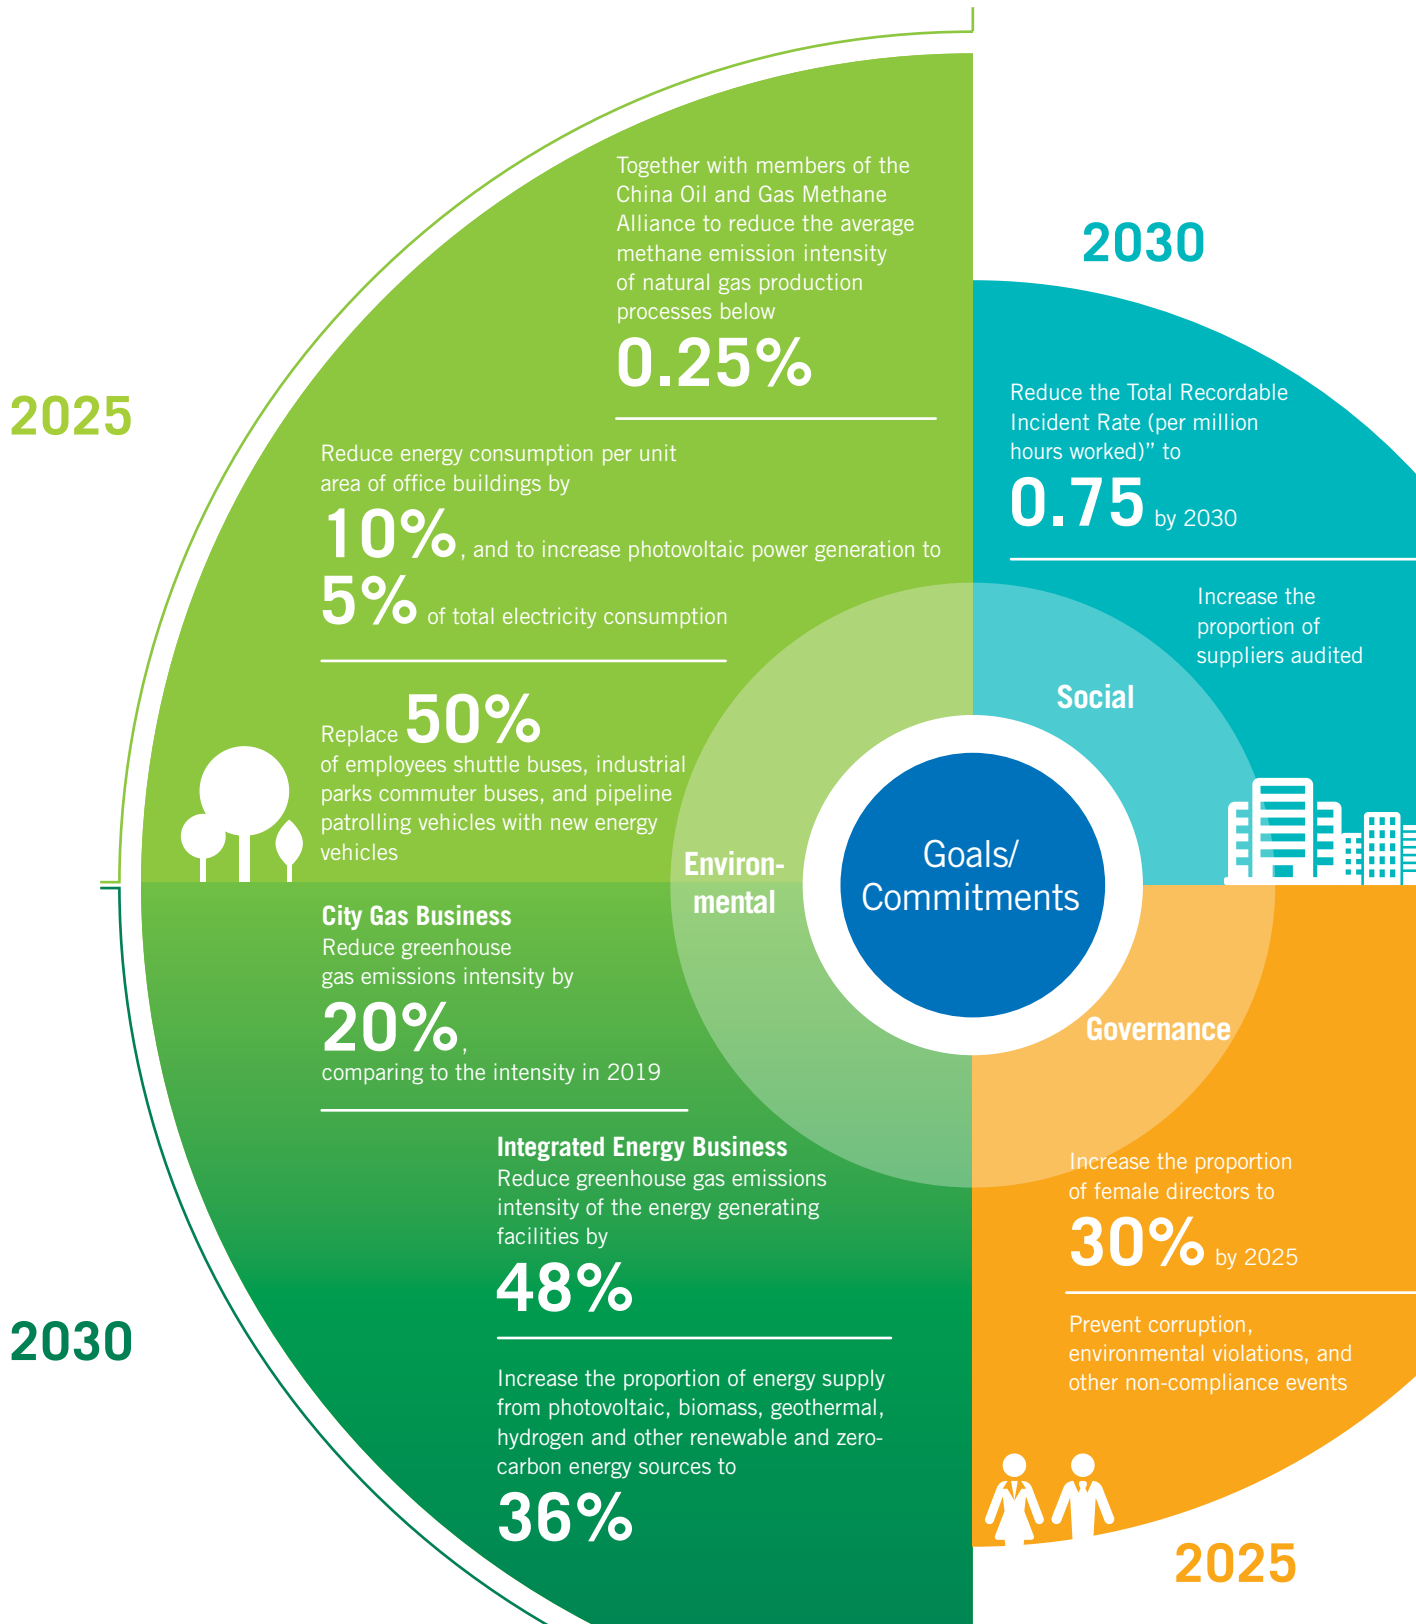 2025
Together with members of the
China Oil and Gas Methane
Alliance to reduce the average
methane emission intensity
of natural gas production
processes below
0.25%
Reduce energy consumption per unit
area of office buildings by
10%, and to increase photovoltaic power generation to
5% of total electricity consumption
Replace 50%
of employees shuttle buses, industrial
parks commuter buses, and pipeline
patrolling vehicles with new energy
vehicles
2030
City Gas Business
Reduce greenhouse
gas emissions intensity by
20%,
comparing to the intensity in 2019
Integrated Energy Business
Reduce greenhouse gas emissions
intensity of the energy generating
facilities by
48%
Increase the proportion of energy supply
from photovoltaic, biomass, geothermal,
hydrogen and other renewable and zero-
carbon energy sources to
36%
Environ-
mental
Goals/
Commitments
2030
Reduce the Total Recordable
Incident Rate (per million
hours worked)” to
0.75 by 2030
Increase the
proportion of
suppliers audited
Social
Governance
Increase the proportion
of female directors to
30% by 2025
Prevent corruption,
environmental violations, and
other non-compliance events
2025